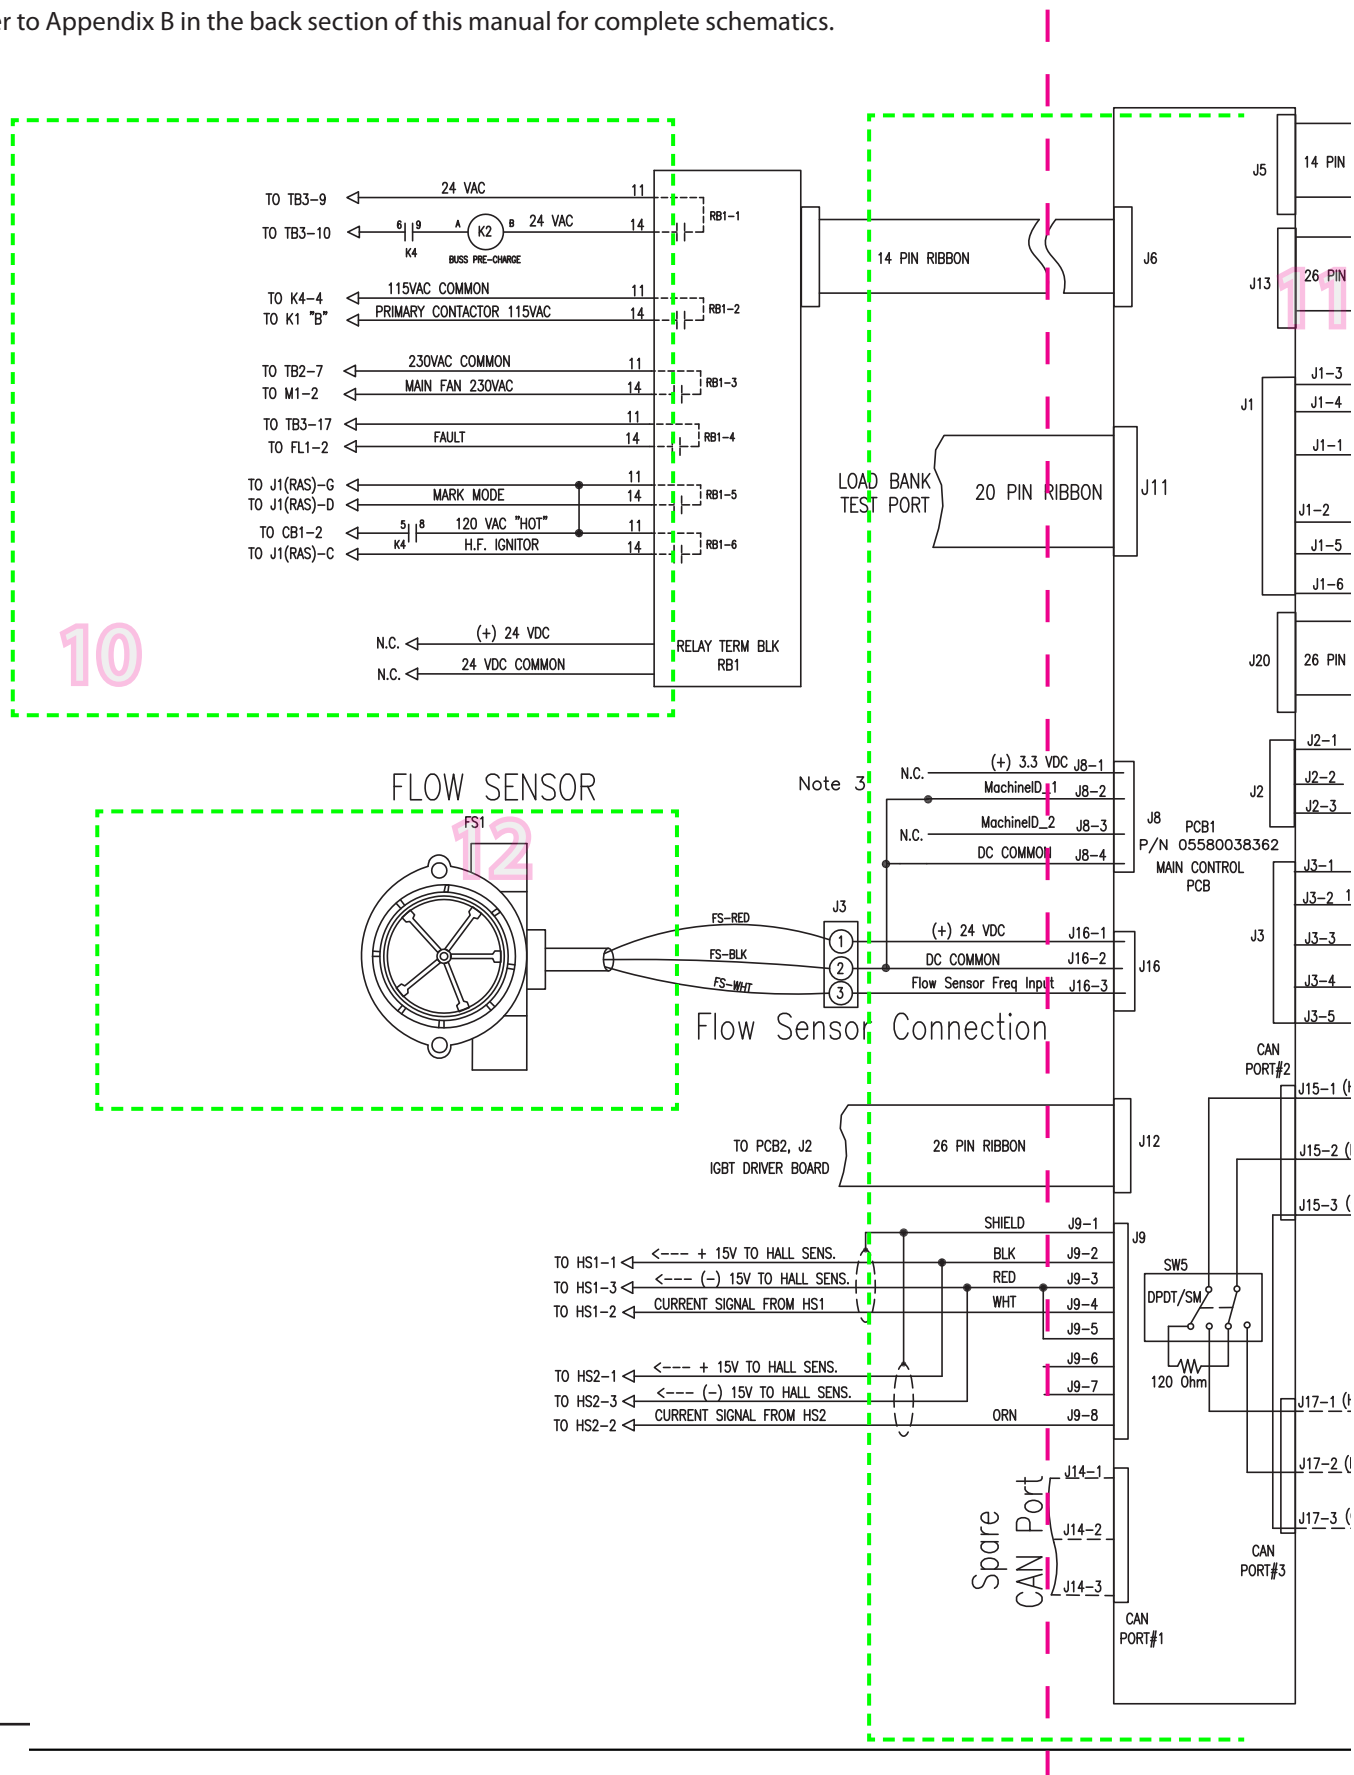 er to Appendix B in the back section of this manual for complete schematics.
TO TB3-9
24 VAC
11
TO TB3-10
6 9
K4
A K2 B
24 VAC
14
BUSS PRE-CHARGE
RB1-1
TO K4-4
115VAC COMMON
11
TO K1 "B"
PRIMARY CONTACTOR 115VAC
14
RB1-2
TO TB2-7
230VAC COMMON
11
TO M1-2
MAIN FAN 230VAC
14
RB1-3
TO TB3-17
11
TO FL1-2
FAULT
14
RB1-4
TO J1(RAS)-G
11
TO J1(RAS)-D
MARK MODE
14
RB1-5
TO CB1-2
5 8
K4
120 VAC "HOT"
11
TO J1(RAS)-C
H.F. IGNITOR
14
RB1-6
10
N.C.
(+) 24 VDC
N.C.
24 VDC COMMON
RELAY TERM BLK
RB1
14 PIN RIBBON
J6
LOAD BANK
TEST PORT
20 PIN RIBBON
J11
J5
14 PIN
J13
26 PIN
11
J1
J1-3
J1-4
J1-1
J1-2
J1-5
J1-6
J20
26 PIN
J2
J2-1
J2-2
J2-3
FLOW SENSOR
FS1
12
Note 3
N.C.
(+) 3.3 VDC
J8-1
MachineID_1
J8-2
N.C.
MachineID_2
J8-3
DC COMMON
J8-4
J8
PCB1
P/N 05580038362
MAIN CONTROL
PCB
J3
J3-1
J3-2 1
J3-3
J3-4
J3-5
FS-RED
FS-BLK
FS-WHT
J3
1
2
3
(+) 24 VDC
J16-1
DC COMMON
J16-2
Flow Sensor Freq Input
J16-3
J16
Flow Sensor Connection
CAN
PORT#2
J15-1 (H
J15-2 (
J15-3 (
TO PCB2, J2
IGBT DRIVER BOARD
26 PIN RIBBON
J12
SHIELD
J9-1
J9
TO HS1-1
<--- + 15V TO HALL SENS.
BLK
J9-2
TO HS1-3
<--- (-) 15V TO HALL SENS.
RED
J9-3
TO HS1-2
CURRENT SIGNAL FROM HS1
WHT
J9-4
J9-5
J9-6
TO HS2-1
<--- + 15V TO HALL SENS.
J9-7
TO HS2-3
<--- (-) 15V TO HALL SENS.
TO HS2-2
CURRENT SIGNAL FROM HS2
ORN
J9-8
SW5
DPDT/SM
120 Ohm
J17-1 (H
J17-2 (
J17-3 (
CAN
PORT#3
Spare
CAN Port
J14-1
J14-2
J14-3
CAN
PORT#1